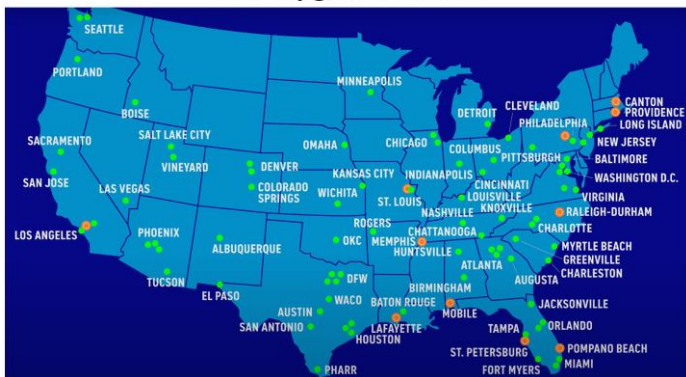 SEATTLE
PORTLAND
MINNEAPOLIS
BOISE
DETROIT
CLEVELAND
CANTON
PROVIDENCE
PHILADELPHIA
LONG ISLAND
SALT LAKE CITY
SACRAMENTO
OMAHA
CHICAGO
COLUMBUS
NEW JERSEY
PITTSBURGH
BALTIMORE
VINEYARD
DENVER
KANSAS CITY
INDIANAPOLIS
WASHINGTON D.C.
SAN JOSE
LAS VEGAS
COLORADO
SPRINGS
WICHITA
ST. LOUIS
CINCINNATI
LOUISVILLE
VIRGINIA
NASHVILLE
KNOXVILLE
RALEIGH-DURHAM
LOS ANGELES
PHOENIX
ALBUQUERQUE
ROGERS
OKC
MEMPHIS
CHATTANOOGA
CHARLOTTE
HUNTSVILLE
MYRTLE BEACH
GREENVILLE
TUCSON
DFW
ATLANTA
CHARLESTON
EL PASO
BIRMINGHAM
AUGUSTA
WACO
BATON ROUGE
AUSTIN
MOBILE
JACKSONVILLE
SAN ANTONIO
LAFAYETTE
HOUSTON
TAMPA
ORLANDO
ST. PETERSBURG
POMPANO BEACH
PHARR
FORT MYERS
MIAMI